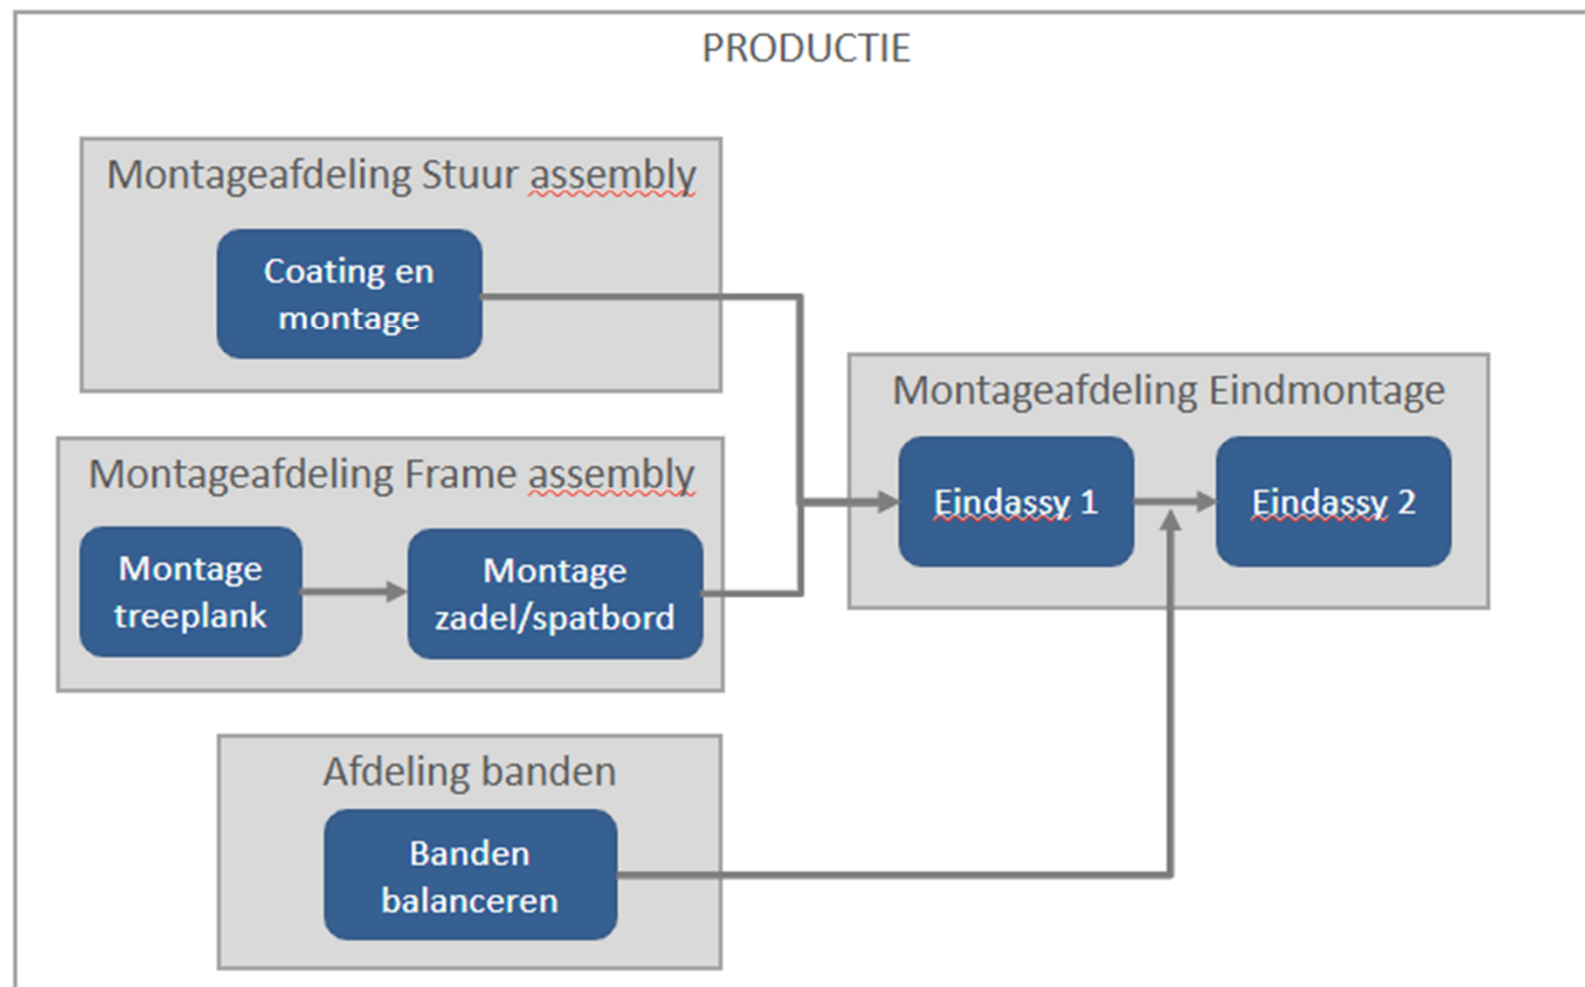 PRODUCTIE
Montageafdeling Stuur assembly
Coating en
montage
Montageafdeling Frame assembly
Montage
treeplank
Montage
zadel/spatbord
Montageafdeling Eindmontage
Eindassy 1
Eindassy 2
Afdeling banden
Banden
balanceren